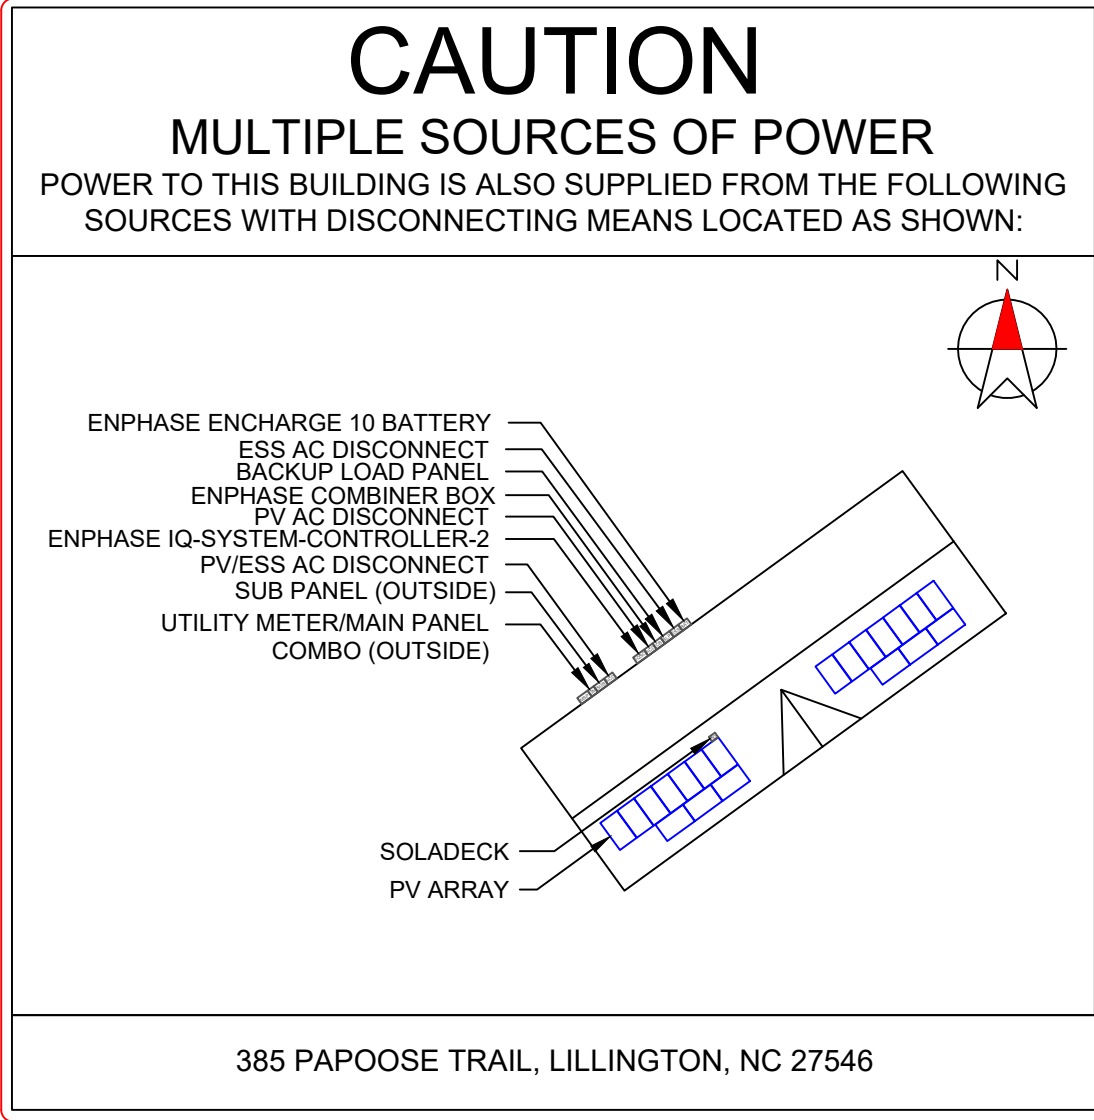 CAUTION
MULTIPLE SOURCES OF POWER
POWER TO THIS BUILDING IS ALSO SUPPLIED FROM THE FOLLOWING
SOURCES WITH DISCONNECTING MEANS LOCATED AS SHOWN:
N
ENPHASE ENCHARGE 10 BATTERY
ESS AC DISCONNECT
BACKUP LOAD PANEL
ENPHASE COMBINER BOX
PV AC DISCONNECT
ENPHASE IQ-SYSTEM-CONTROLLER-2
PV/ESS AC DISCONNECT
SUB PANEL (OUTSIDE)
UTILITY METER/MAIN PANEL
COMBO (OUTSIDE)
SOLADECK
PV ARRAY
385 PAPOOSE TRAIL, LILLINGTON, NC 27546